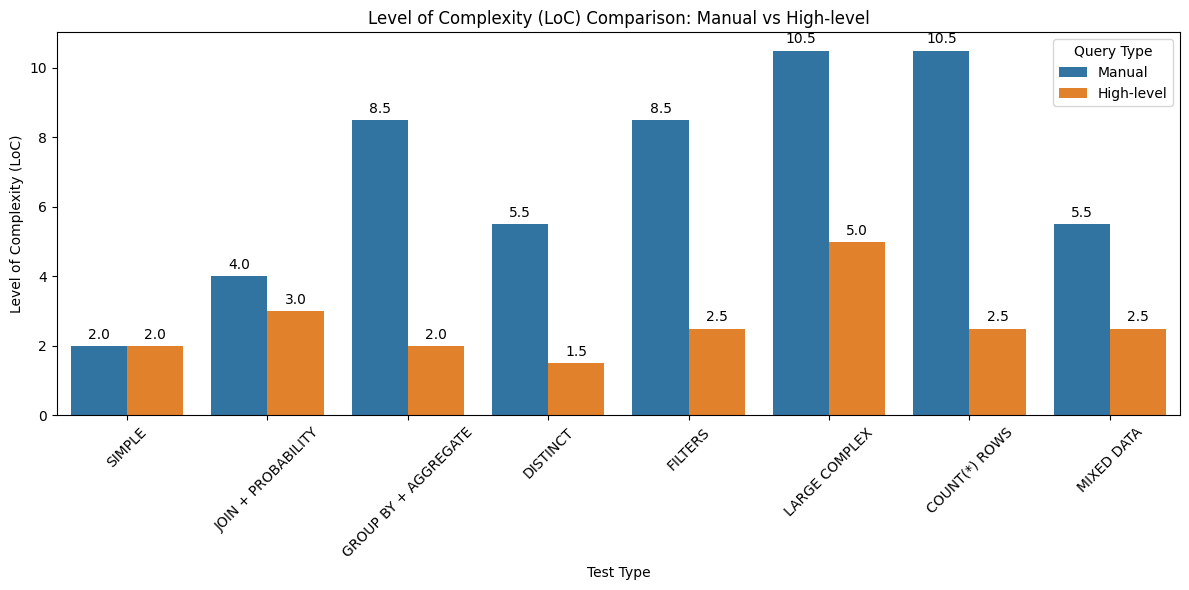 Level of Complexity (LoC) Comparison: Manual vs High-level
Level of Complexity (LoC)
10
8
6
4
2
0
2.0
2.0
4.0
3.0
8.5
2.0
5.5
1.5
8.5
2.5
10.5
5.0
10.5
2.5
5.5
2.5
Query Type
Manual
High-level
SIMPLE
JOIN + PROBABILITY
GROUP BY + AGGREGATE
DISTINCT
FILTERS
LARGE COMPLEX
COUNT(*) ROWS
MIXED DATA
Test Type